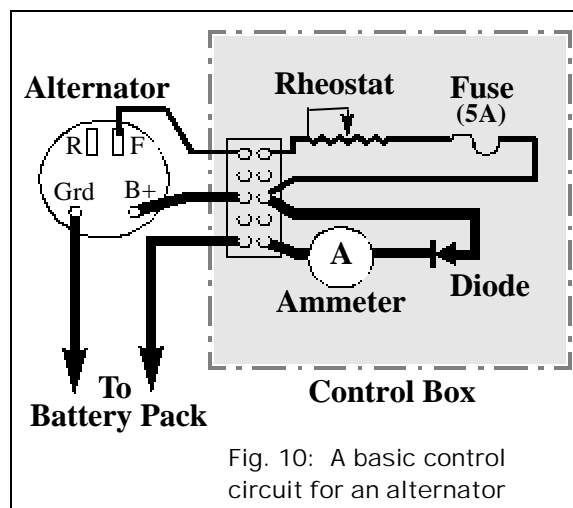 Alternator
Rheostat
Fuse
(5A)
R
F
Grd
B+
A
Ammeter
Diode
To
Battery Pack
Control Box
Fig. 10: A basic control
circuit for an alternator